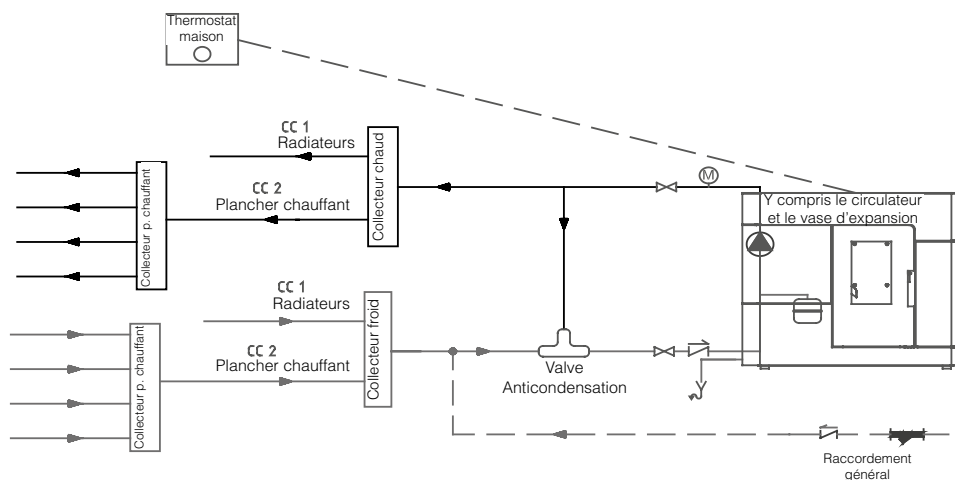 Thermostat
maison
CC 1
Radiateurs
CC 2
Plancher chauffant
Collecteur chaud
Collecteur p. chauffant
M
Y compris le circulateur
et le vase d'expansion
CC 1
Radiateurs
CC 2
Plancher chauffant
Collecteur froid
Collecteur p. chauffant
Valve
Anticondensation
Raccordement
général